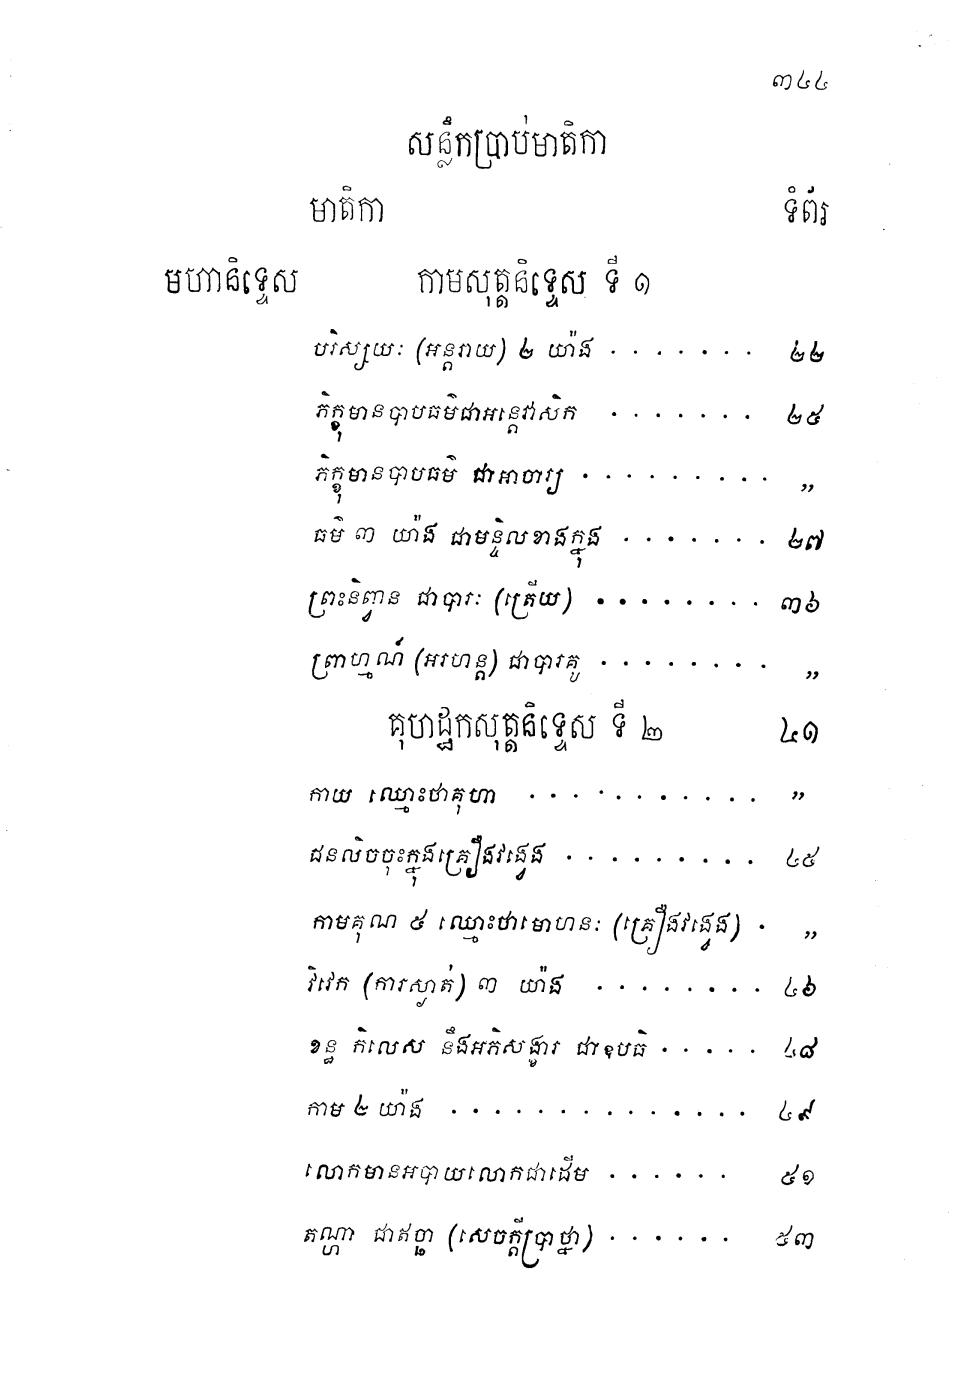 ៣៤៤
សន្លឹកប្រាប់មាតិកា
មាតិកា ទំព័រ
មហានិទ្ទេស កាមសុត្តនិទ្ទេស ទី ១
បរិស្សយៈ (អន្តរាយ) ២ យ៉ាង . . . . . . . ២២
ភិក្ខុមានបាបធម៌ជាអន្តេវាសិក . . . . . . . ២៥
ភិក្ខុមានបាបធម៌ ជាអាចារ្យ . . . . . . . . . ,,
ធម៌ ៣ យ៉ាង ជាមន្ទិលខាងក្នុង . . . . . . . ២៧
ព្រះនិព្វាន ជាបារៈ (ត្រើយ) . . . . . . . . ៣៦
ព្រាហ្មណ៍ (អរហន្ត) ជាបារគូ . . . . . . . . ,,
គុហដ្ឋកសុត្តនិទ្ទេស ទី ២ ៤១
កាយ ឈ្មោះថាគុហា . . . . . . . . . . . ,,
ជនលិចចុះក្នុងគ្រឿងវង្វេង . . . . . . . . . ៤៥
កាមគុណ ៥ ឈ្មោះថាមោហនៈ (គ្រឿងវង្វេង) . ,,
វិវេក (ការស្ងាត់) ៣ យ៉ាង . . . . . . . . ៤៦
ខន្ធ កិលេស នឹងអភិសង្ខារ ជាឧបធិ . . . . . ៤៨
កាម ២ យ៉ាង . . . . . . . . . . . . . . ៤៩
លោកមានអបាយលោកជាដើម . . . . . . ៥១
តណ្ហា ជាឥច្ឆា (សេចក្តីប្រាថ្នា) . . . . . . ៥៣